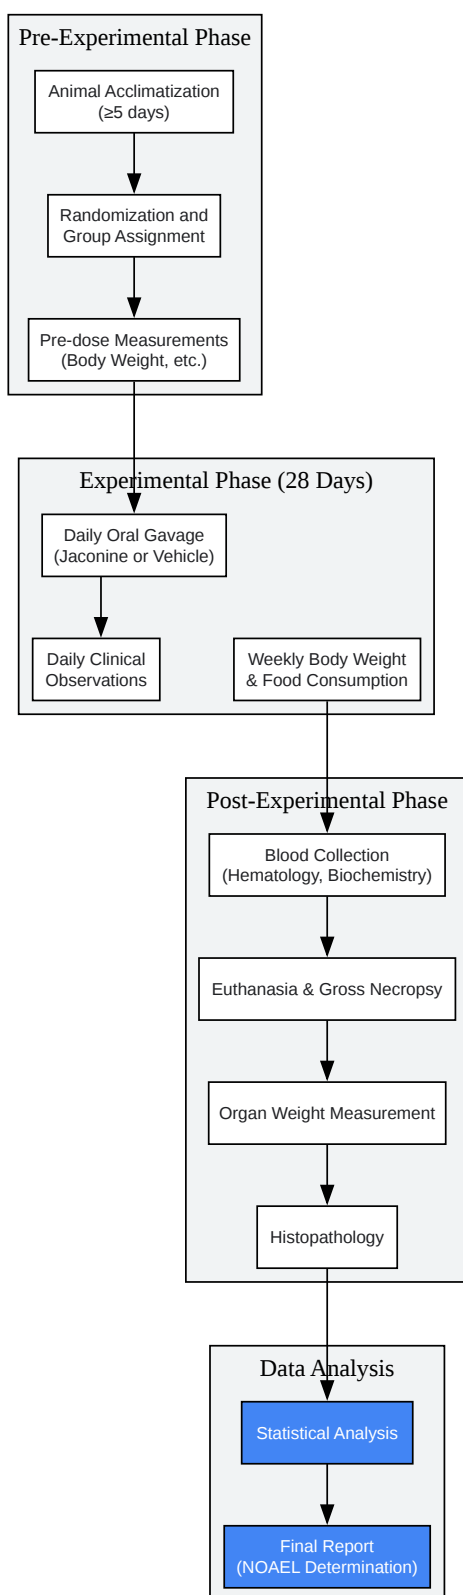 Pre-Experimental Phase
Animal Acclimatization
(≥5 days)
Randomization and
Group Assignment
Pre-dose Measurements
(Body Weight, etc.)
Experimental Phase (28 Days)
Daily Oral Gavage
(Jaconine or Vehicle)
Daily Clinical
Observations
Weekly Body Weight
& Food Consumption
Post-Experimental Phase
Blood Collection
(Hematology, Biochemistry)
Euthanasia & Gross Necropsy
Organ Weight Measurement
Histopathology
Data Analysis
Statistical Analysis
Final Report
(NOAEL Determination)